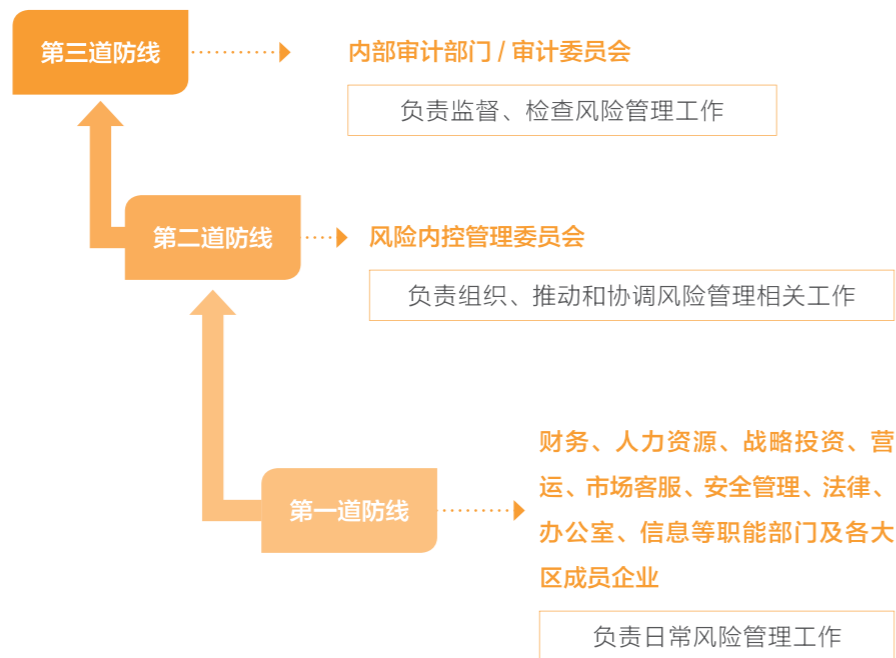 第三道防线
内部审计部门 / 审计委员会
负责监督、检查风险管理工作
第二道防线
风险内控管理委员会
负责组织、推动和协调风险管理相关工作
第一道防线
财务、人力资源、战略投资、营
运、市场客服、安全管理、法律、
办公室、信息等职能部门及各大
区成员企业
负责日常风险管理工作